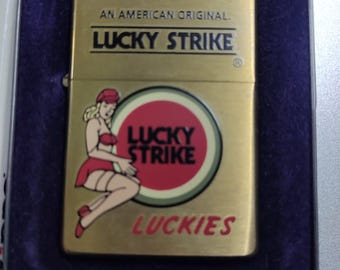 AN AMERICAN ORIGINAL.
LUCKY STRIKE
®
LUCKY
STRIKE
LUCKIES